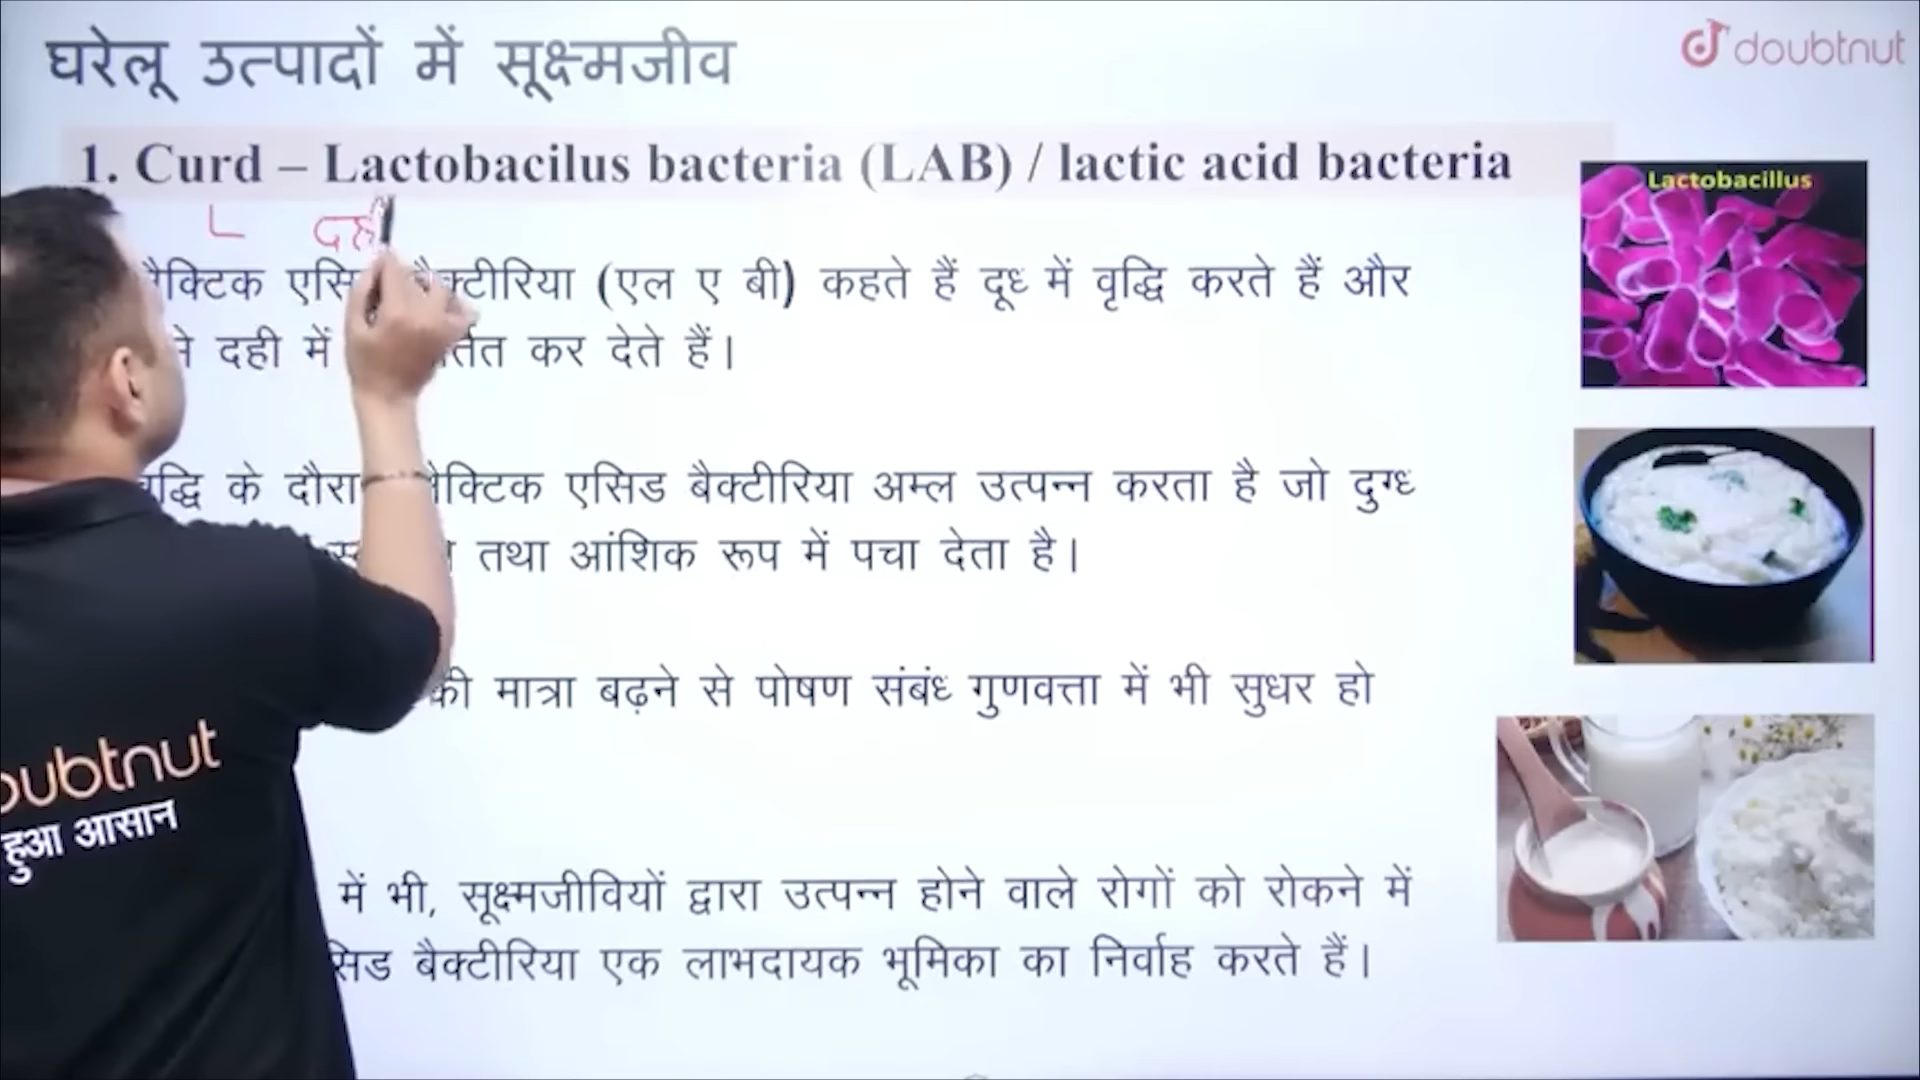 घरेलू उत्पादों में सूक्ष्मजीव
doubtnut
1. Curd – Lactobacilus bacteria (LAB) / lactic acid bacteria
Lactobacillus
(एल ए बी) कहते हैं दूध में वृद्धि करते हैं और
दही में कर देते हैं।
के एसिड बैक्टीरिया अम्ल उत्पन्न करता है जो दुग्ध
तथा आंशिक रूप में पचा देता है।
की मात्रा बढ़ने से पोषण संबंध गुणवत्ता में भी सुधर हो
में भी, सूक्ष्मजीवियों द्वारा उत्पन्न होने वाले रोगों को रोकने में
बैक्टीरिया एक लाभदायक भूमिका का निर्वाह करते हैं।
हुआ आसान